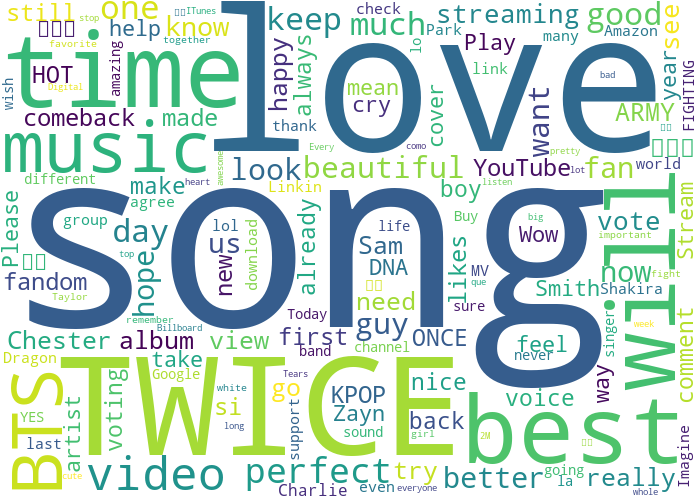 still
one
know
keep
much
streaming
good
see
stop
favorite
ITunes
together
help
time
love
check
Park
lo
many
Amazon
year
HOT
amazing
happy
always
mean
cry
Play
link
want
FIGHTING
wish
Digital
comeback
made
thank
cover
ARMY
music
look
Every
awesome
como
beautiful
bad
pretty
YouTube
lot
fan
world
different
make
heart
Linkin
listen
boy
agree
Please
group
day
lol
us
download
already
life
Buy
big
Wow
vote
Stream
song
will
important
fandom
top
hope
new
Sam
DNA
likes
MV
que
now
Smith
Shakira
fight
Taylor
remember
Billboard
Today
need
guy
sure
Chester
album
view
first
band
channel
ONCE
feel
never
way
singer
week
comment
Dragon
take
Google
Tears
TWICE
nice
voice
BTS
YES
last
cute
artist
voting
white
long
si
go
support
girl
KPOP
Zayn
sound
back
best
2M
Imagine
video
perfect
try
better
going
la
really
Charlie
even
everyone
whole